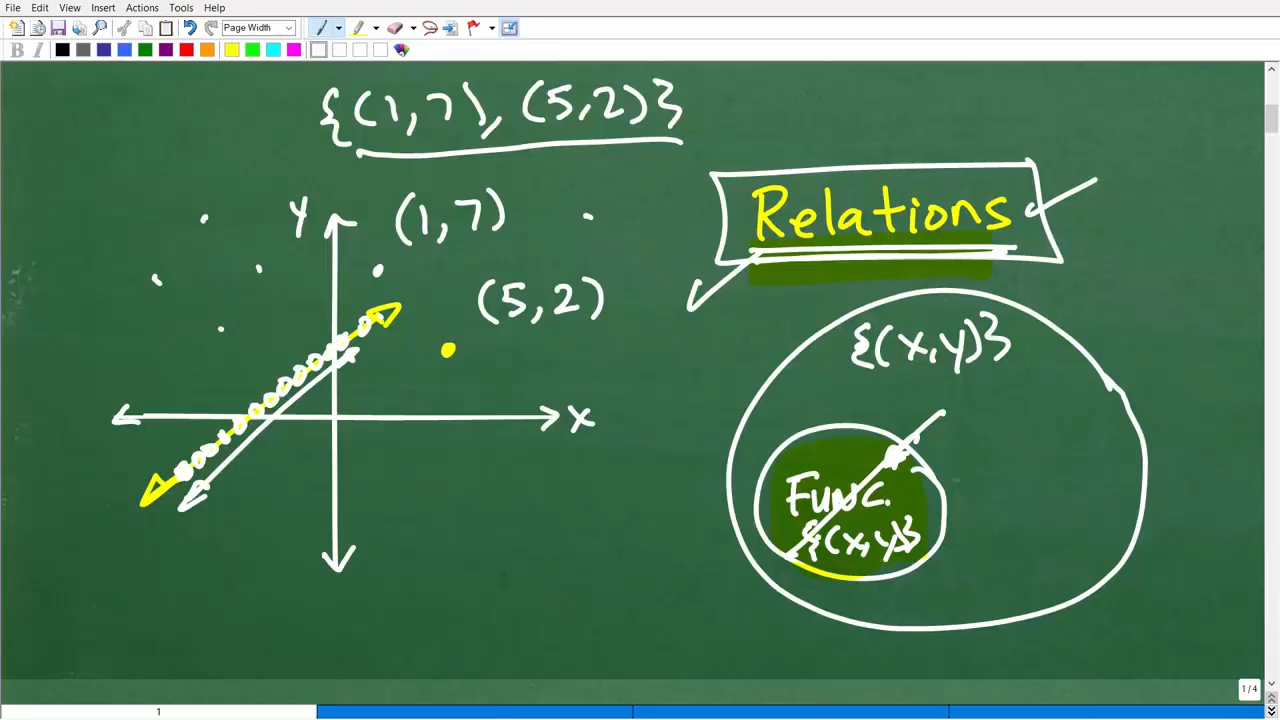 File Edit View Insert Actions Tools Help
Page Width
B I
{(1,7), (5,2)}
Relations
y (1,7)
(5,2)
{(x,y)}
x
Func.
{(x,y)}
1/4
1